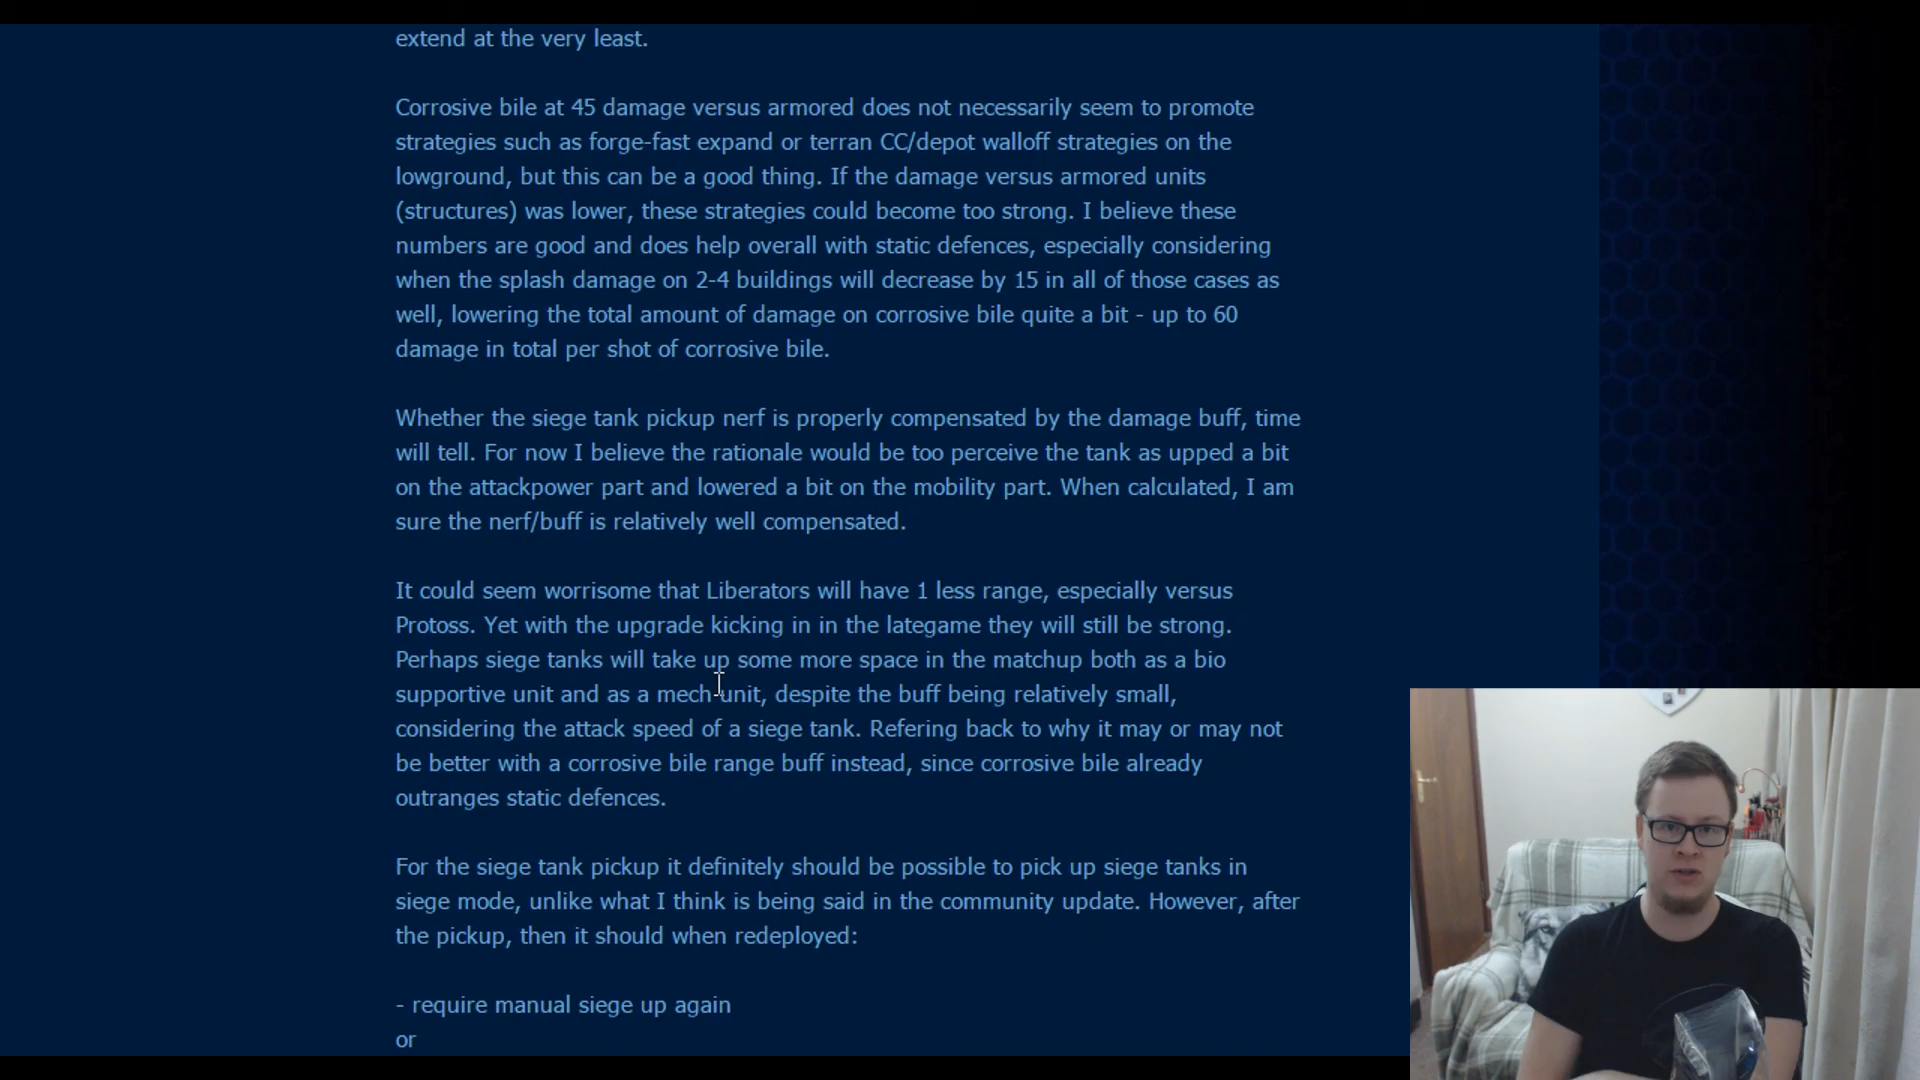 extend at the very least.
Corrosive bile at 45 damage versus armored does not necessarily seem to promote
strategies such as forge-fast expand or terran CC/depot walloff strategies on the
lowground, but this can be a good thing. If the damage versus armored units
(structures) was lower, these strategies could become too strong. I believe these
numbers are good and does help overall with static defences, especially considering
when the splash damage on 2-4 buildings will decrease by 15 in all of those cases as
well, lowering the total amount of damage on corrosive bile quite a bit - up to 60
damage in total per shot of corrosive bile.
Whether the siege tank pickup nerf is properly compensated by the damage buff, time
will tell. For now I believe the rationale would be too perceive the tank as upped a bit
on the attackpower part and lowered a bit on the mobility part. When calculated, I am
sure the nerf/buff is relatively well compensated.
It could seem worrisome that Liberators will have 1 less range, especially versus
Protoss. Yet with the upgrade kicking in in the lategame they will still be strong.
Perhaps siege tanks will take up some more space in the matchup both as a bio
supportive unit and as a mech unit, despite the buff being relatively small,
considering the attack speed of a siege tank. Refering back to why it may or may not
be better with a corrosive bile range buff instead, since corrosive bile already
outranges static defences.
For the siege tank pickup it definitely should be possible to pick up siege tanks in
siege mode, unlike what I think is being said in the community update. However, after
the pickup, then it should when redeployed:
- require manual siege up again
or